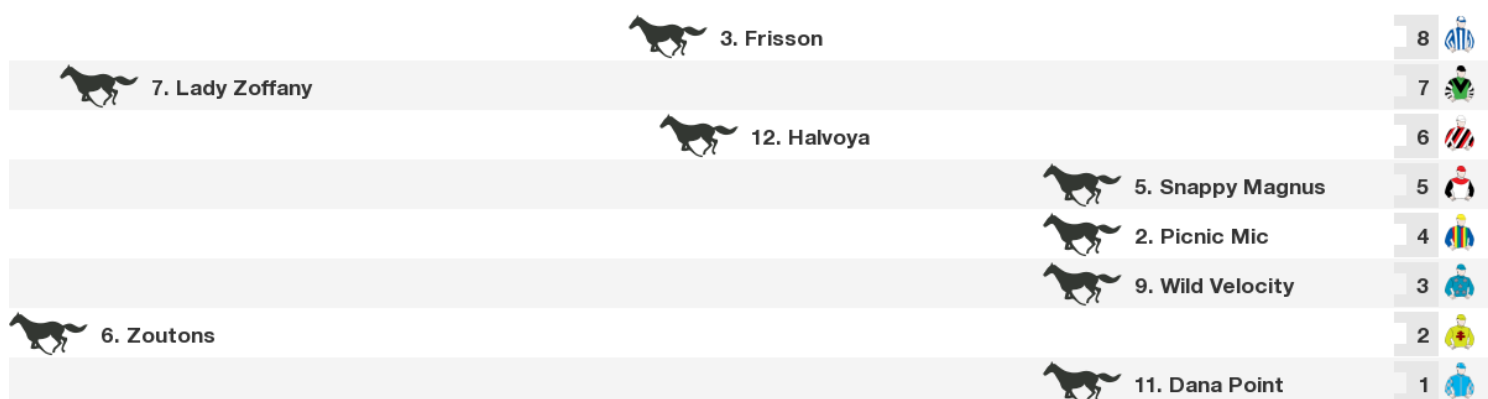 3. Frisson 8
7. Lady Zoffany 7
12. Halvoya 6
5. Snappy Magnus 5
2. Picnic Mic 4
9. Wild Velocity 3
6. Zoutons 2
11. Dana Point 1